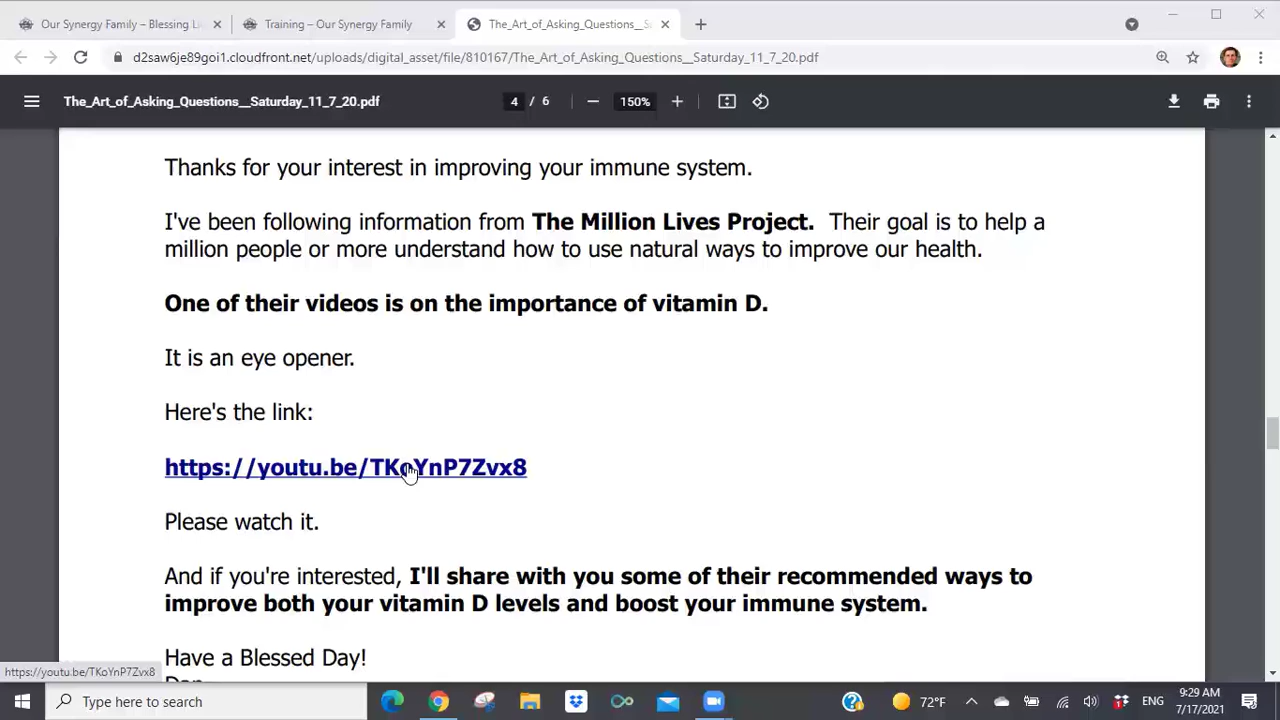 Our Synergy Family – Blessing Li
Training – Our Synergy Family
The_Art_of_Asking_Questions__S
d2saw6je89goi1.cloudfront.net/uploads/digital_asset/file/810167/The_Art_of_Asking_Questions__Saturday_11_7_20.pdf
The_Art_of_Asking_Questions__Saturday_11_7_20.pdf
4 / 6
150%
Thanks for your interest in improving your immune system.
I've been following information from The Million Lives Project. Their goal is to help a
million people or more understand how to use natural ways to improve our health.
One of their videos is on the importance of vitamin D.
It is an eye opener.
Here's the link:
https://youtu.be/TKoYnP7Zvx8
Please watch it.
And if you're interested, I'll share with you some of their recommended ways to
improve both your vitamin D levels and boost your immune system.
Have a Blessed Day!
https://youtu.be/TKoYnP7Zvx8
Type here to search
72°F
ENG
9:29 AM
7/17/2021